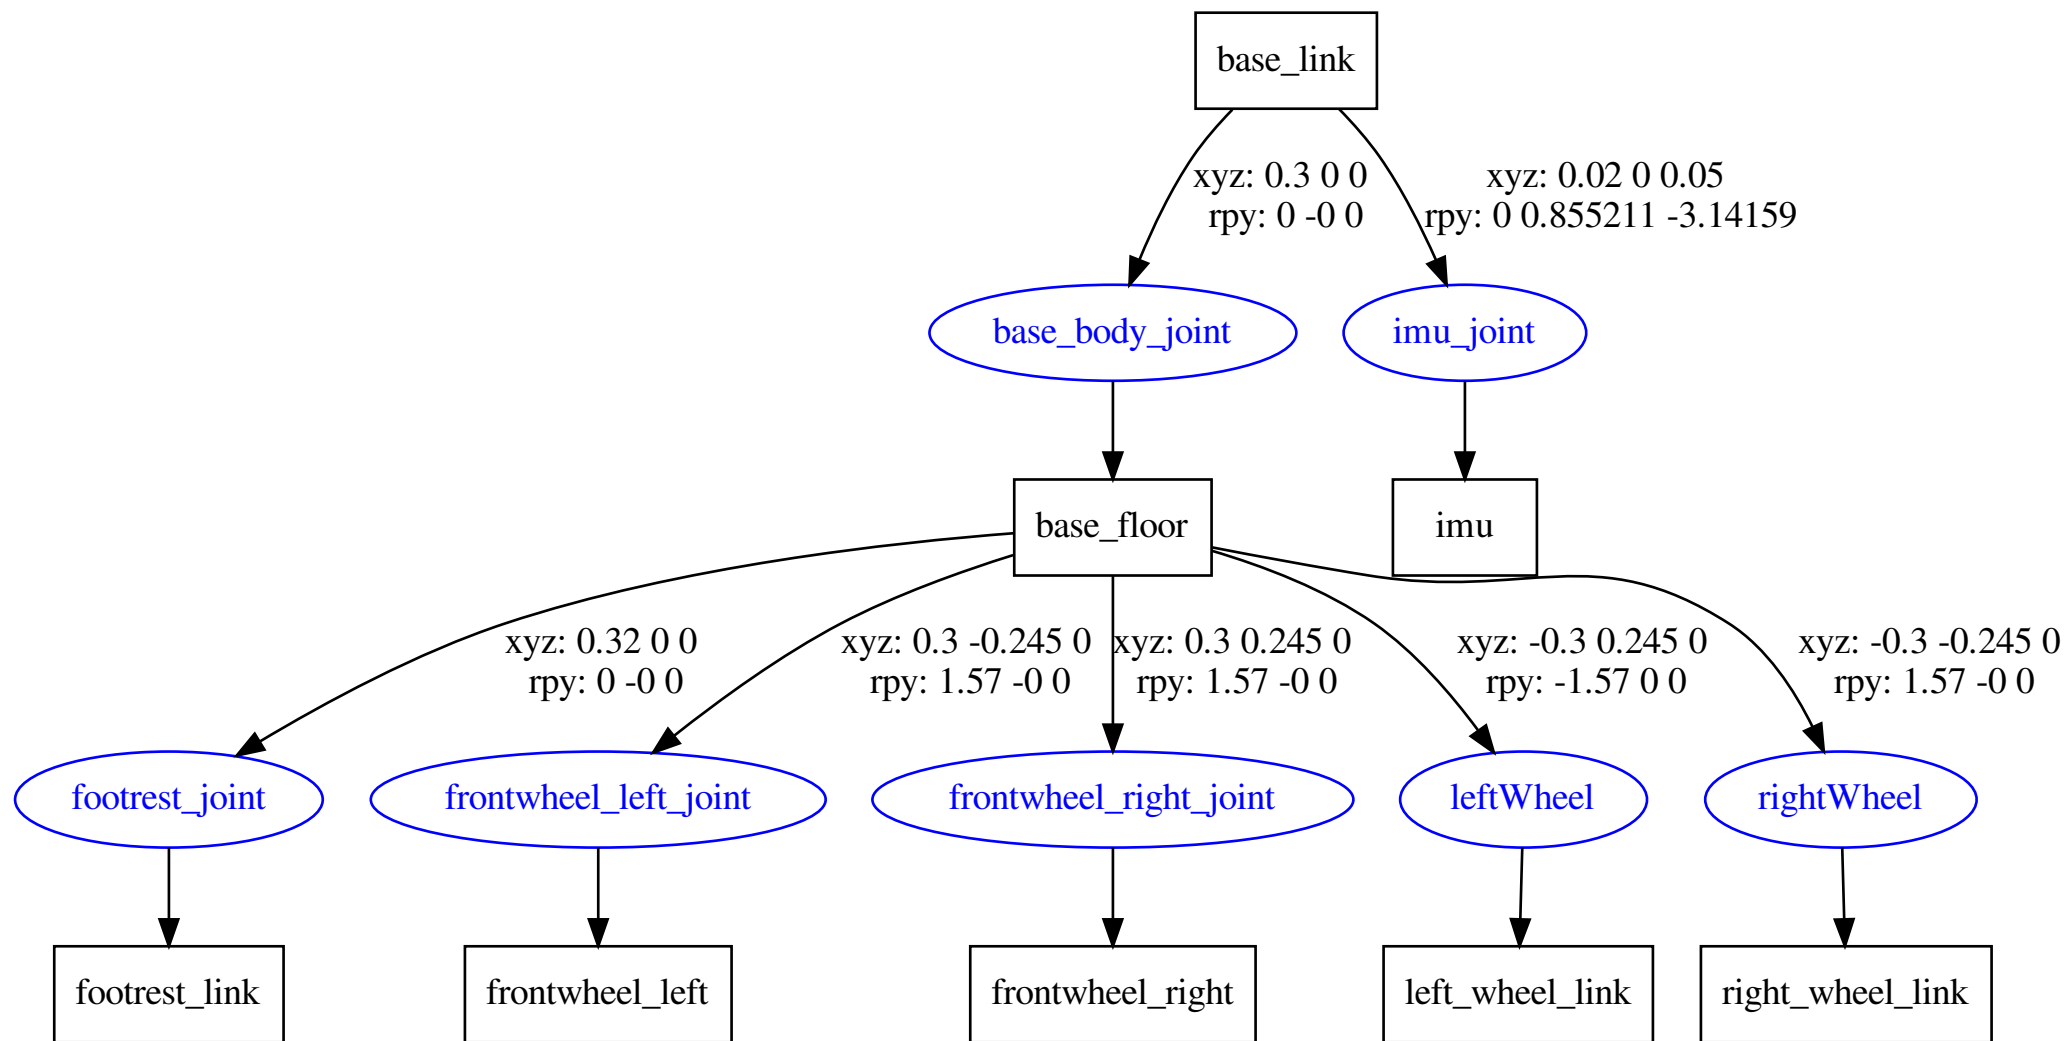 base_link
xyz: 0.3 0 0
rpy: 0 -0 0
xyz: 0.02 0 0.05
rpy: 0 0.855211 -3.14159
base_body_joint
imu_joint
base_floor
imu
xyz: 0.32 0 0
rpy: 0 -0 0
xyz: 0.3 -0.245 0
rpy: 1.57 -0 0
xyz: 0.3 0.245 0
rpy: 1.57 -0 0
xyz: -0.3 0.245 0
rpy: -1.57 0 0
xyz: -0.3 -0.245 0
rpy: 1.57 -0 0
footrest_joint
frontwheel_left_joint
frontwheel_right_joint
leftWheel
rightWheel
footrest_link
frontwheel_left
frontwheel_right
left_wheel_link
right_wheel_link